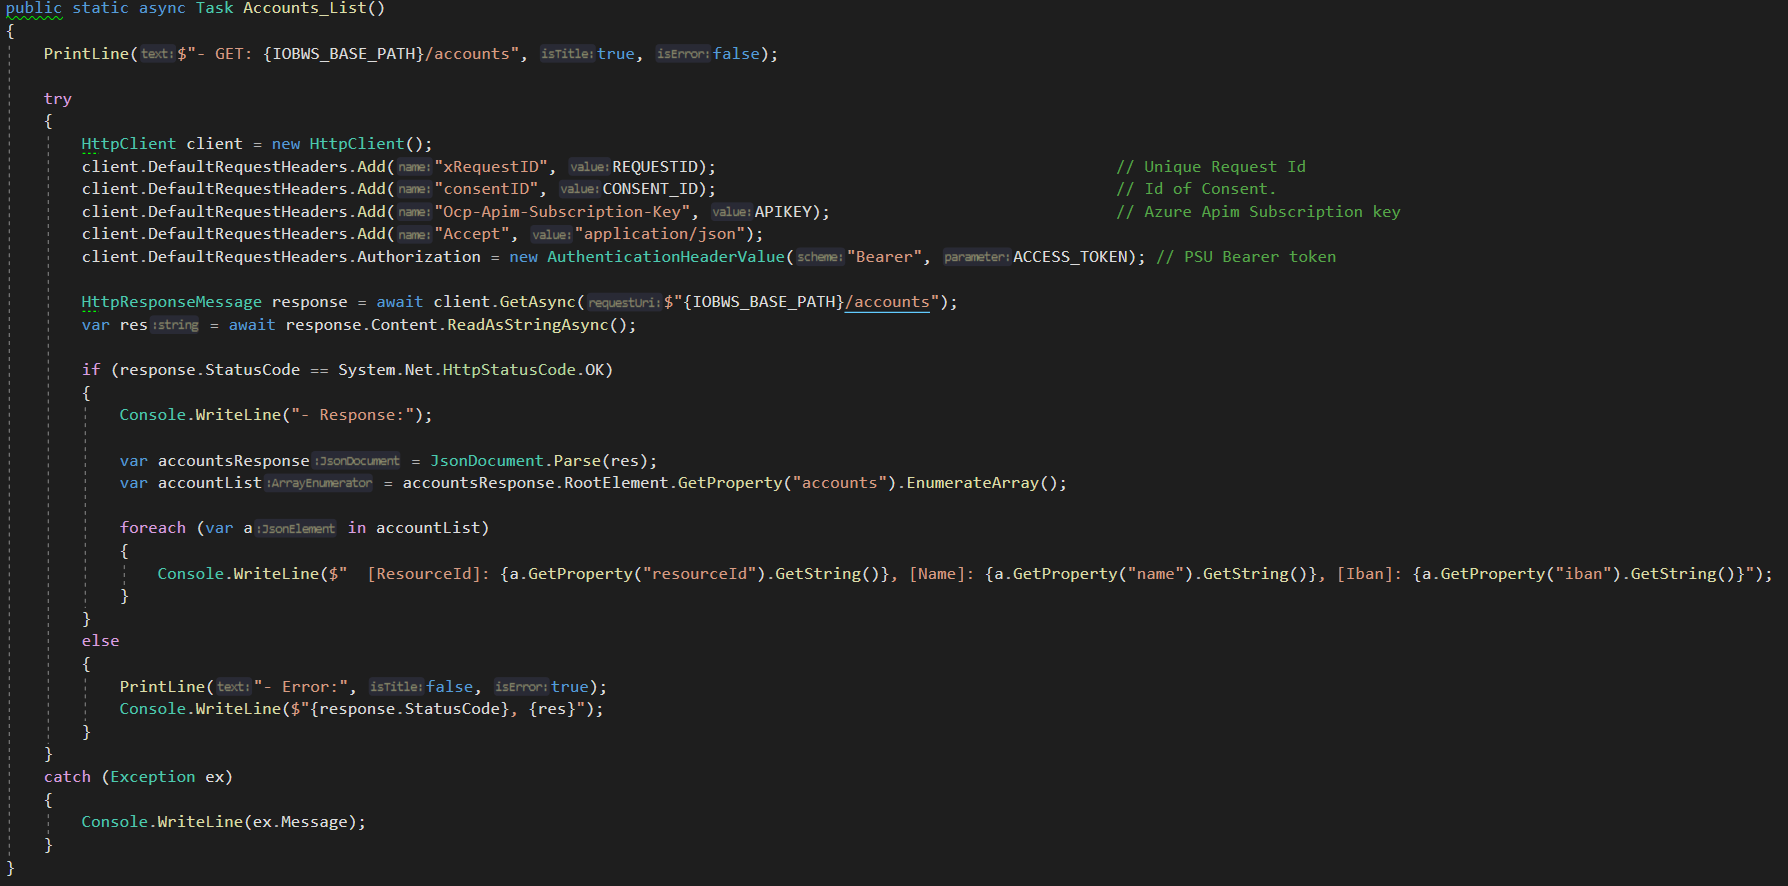 public static async Task Accounts_List()
{
PrintLine(text:$"- GET: {IOBWS_BASE_PATH}/accounts", isTitle:true, isError:false);
try
{
HttpClient client = new HttpClient();
client.DefaultRequestHeaders.Add(name:"xRequestID", value:REQUESTID); // Unique Request Id
client.DefaultRequestHeaders.Add(name:"consentID", value:CONSENT_ID); // Id of Consent.
client.DefaultRequestHeaders.Add(name:"Ocp-Apim-Subscription-Key", value:APIKEY); // Azure Apim Subscription key
client.DefaultRequestHeaders.Add(name:"Accept", value:"application/json");
client.DefaultRequestHeaders.Authorization = new AuthenticationHeaderValue(scheme:"Bearer", parameter:ACCESS_TOKEN); // PSU Bearer token
HttpResponseMessage response = await client.GetAsync(requestUri:$"{IOBWS_BASE_PATH}/accounts");
var res:string = await response.Content.ReadAsStringAsync();
if (response.StatusCode == System.Net.HttpStatusCode.OK)
{
Console.WriteLine("- Response:");
var accountsResponse:JsonDocument = JsonDocument.Parse(res);
var accountList:ArrayEnumerator = accountsResponse.RootElement.GetProperty("accounts").EnumerateArray();
foreach (var a:JsonElement in accountList)
{
Console.WriteLine($"  [ResourceId]: {a.GetProperty("resourceId").GetString()}, [Name]: {a.GetProperty("name").GetString()}, [Iban]: {a.GetProperty("iban").GetString()}");
}
}
else
{
PrintLine(text:"- Error:", isTitle:false, isError:true);
Console.WriteLine($"{response.StatusCode}, {res}");
}
}
catch (Exception ex)
{
Console.WriteLine(ex.Message);
}
}